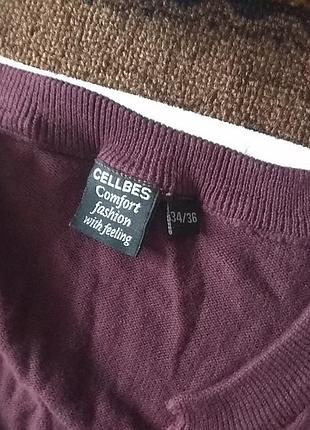 CELLBES
Comfort
fashion
with feeling
34/36